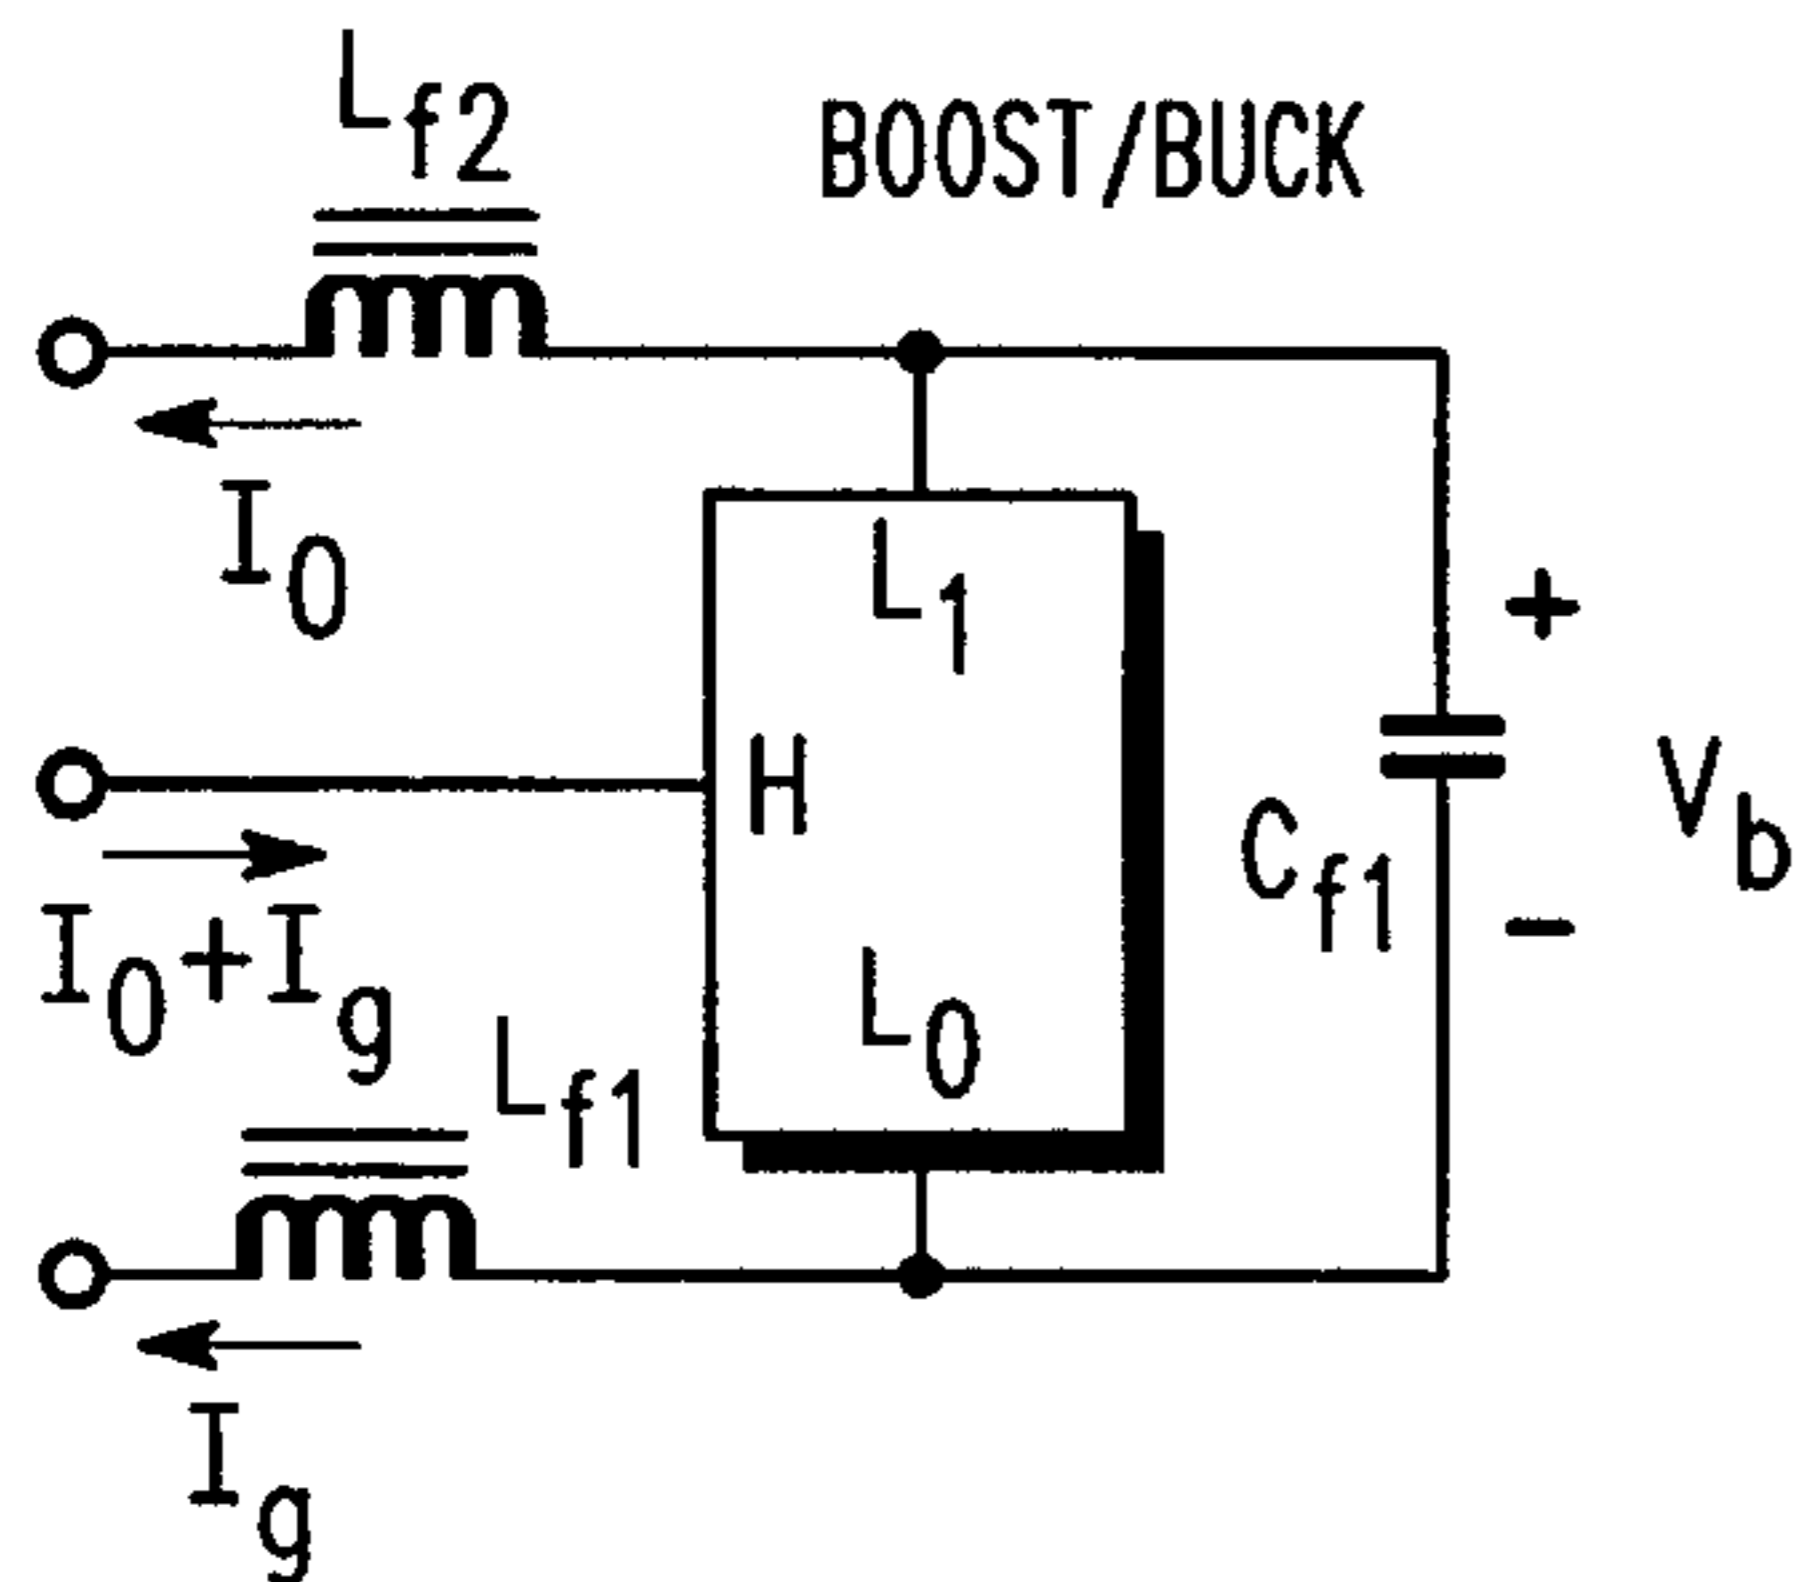 Lf2
BOOST/BUCK
I0
L1
+
H
Cf1
Vb
−
I0+Ig
L0
Lf1
Ig